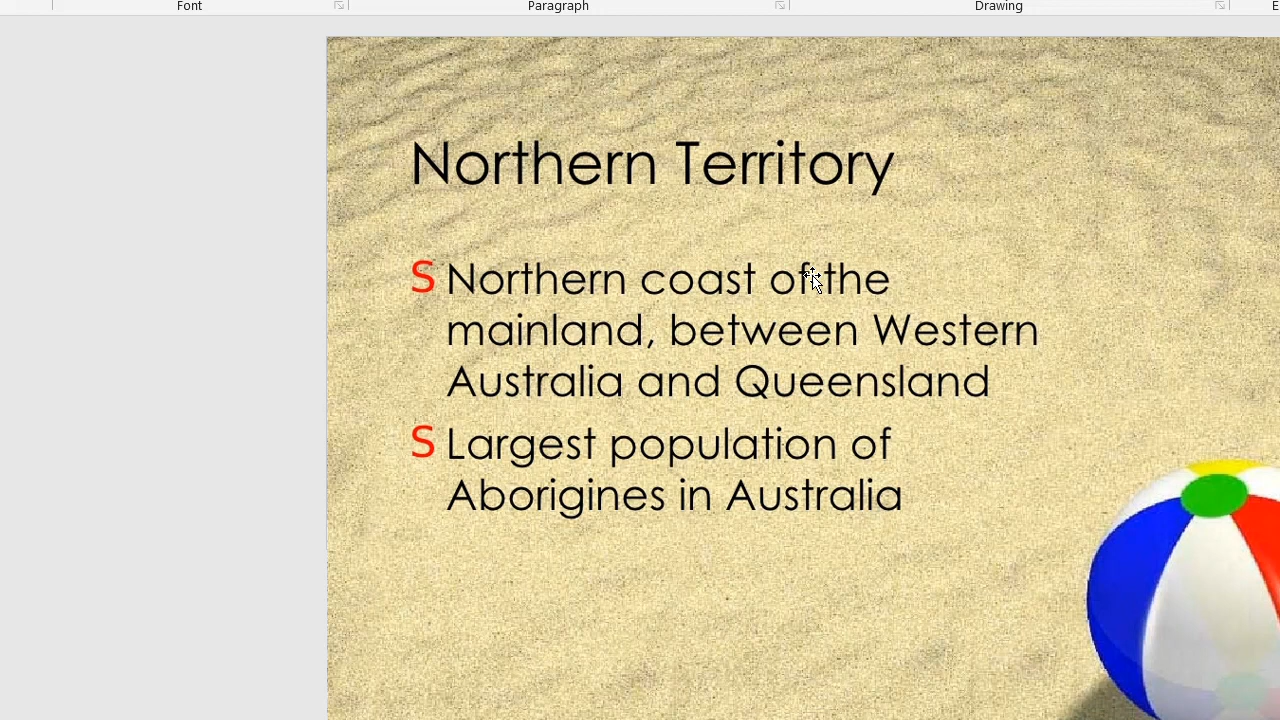 Font Paragraph Drawing
Northern Territory
S Northern coast of the
mainland, between Western
Australia and Queensland
S Largest population of
Aborigines in Australia